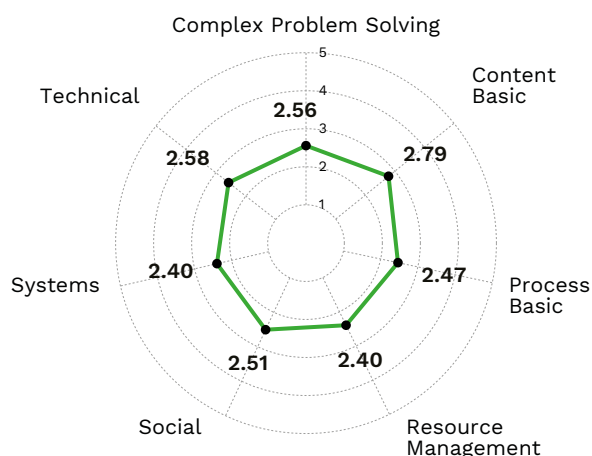 Complex Problem Solving
5
Content
Basic
Technical
4
2.56
3
2.79
2.58
2
1
2.40
2.47
Systems
Process
Basic
2.51
2.40
Social
Resource
Management